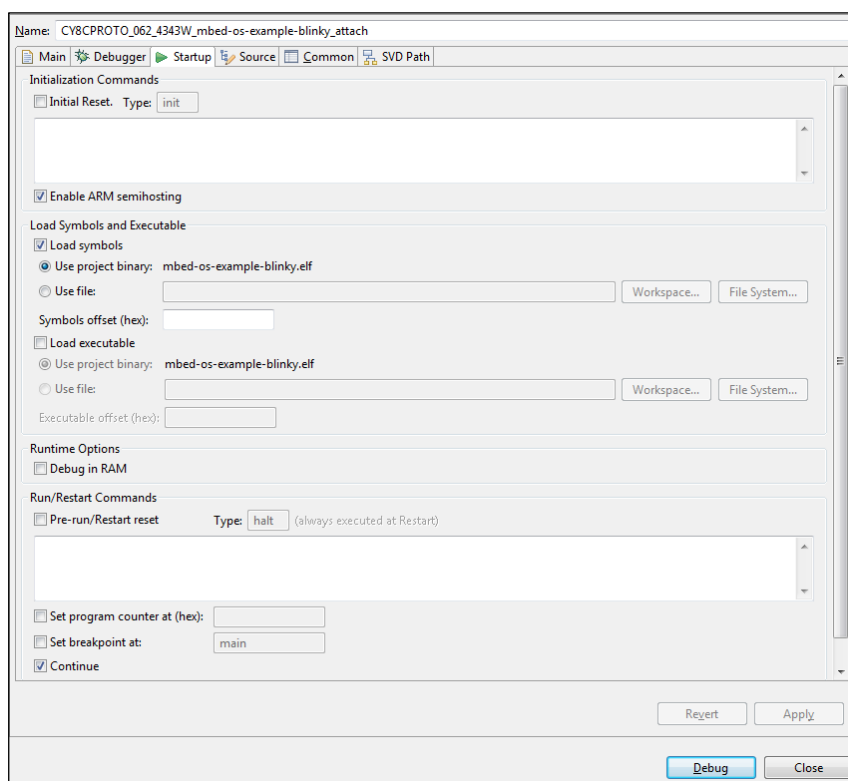 Name: CY8CPROTO_062_4343W_mbed-os-example-blinky_attach
Main Debugger Startup Source Common SVD Path
Initialization Commands
Initial Reset. Type: init
Enable ARM semihosting
Load Symbols and Executable
Load symbols
Use project binary: mbed-os-example-blinky.elf
Use file: Workspace... File System...
Symbols offset (hex):
Load executable
Use project binary: mbed-os-example-blinky.elf
Use file: Workspace... File System...
Executable offset (hex):
Runtime Options
Debug in RAM
Run/Restart Commands
Pre-run/Restart reset Type: halt (always executed at Restart)
Set program counter at (hex):
Set breakpoint at: main
Continue
Revert Apply
Debug Close